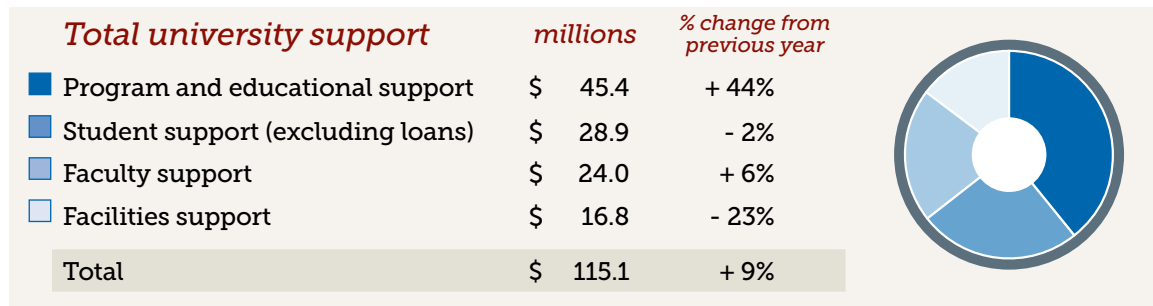 Total university support millions % change from
previous year
Program and educational support $ 45.4 + 44%
Student support (excluding loans) $ 28.9 - 2%
Faculty support $ 24.0 + 6%
Facilities support $ 16.8 - 23%
Total $ 115.1 + 9%